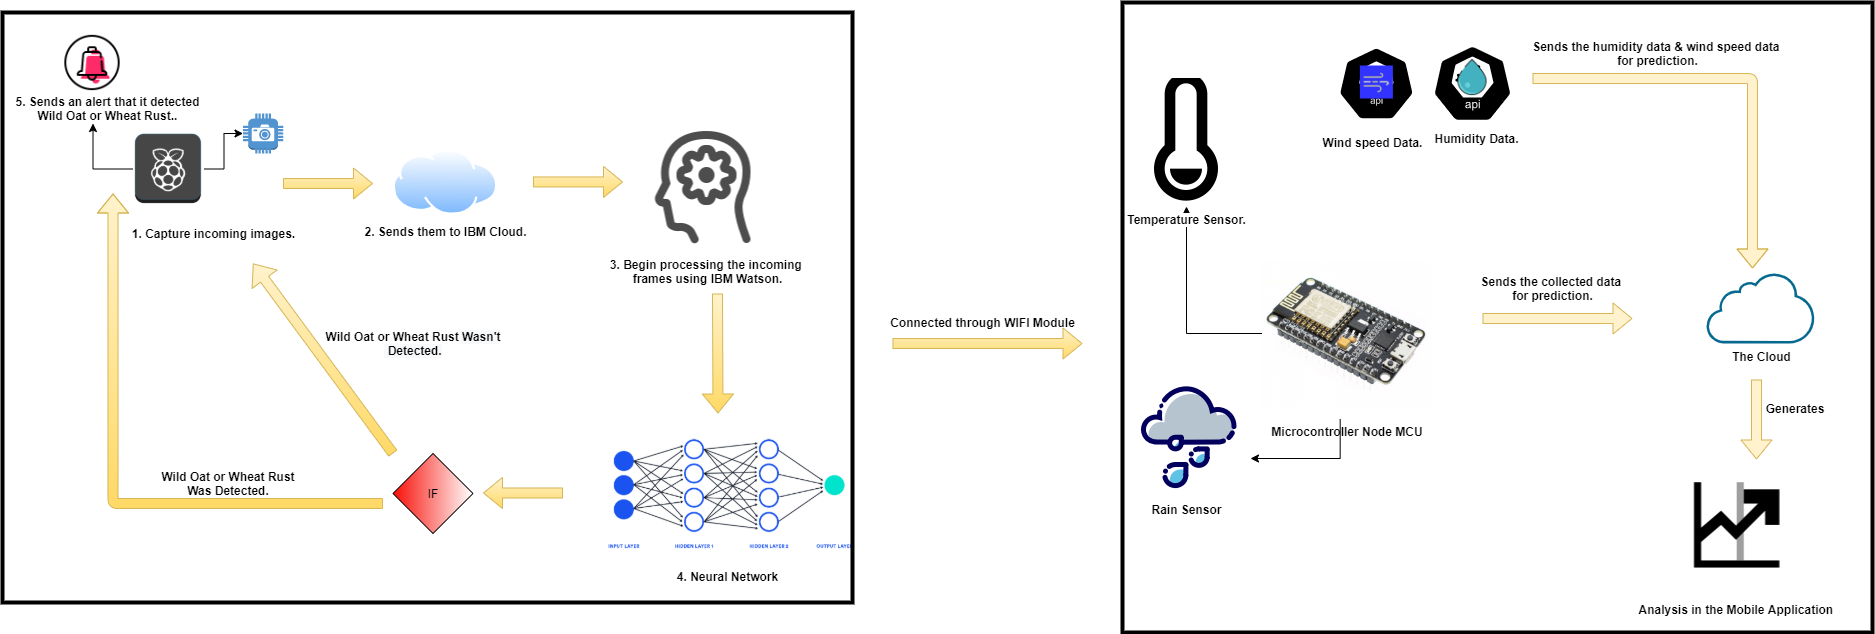 5. Sends an alert that it detected
Wild Oat or Wheat Rust..
1. Capture incoming images.
2. Sends them to IBM Cloud.
3. Begin processing the incoming
frames using IBM Watson.
Wild Oat or Wheat Rust Wasn't
Detected.
Wild Oat or Wheat Rust
Was Detected.
IF
INPUT LAYER
HIDDEN LAYER 1
HIDDEN LAYER 2
OUTPUT LAYE
4. Neural Network
Connected through WIFI Module
api
api
Wind speed Data.
Humidity Data.
Sends the humidity data & wind speed data
for prediction.
Temperature Sensor.
Sends the collected data
for prediction.
The Cloud
Generates
Microcontroller Node MCU
Rain Sensor
Analysis in the Mobile Application